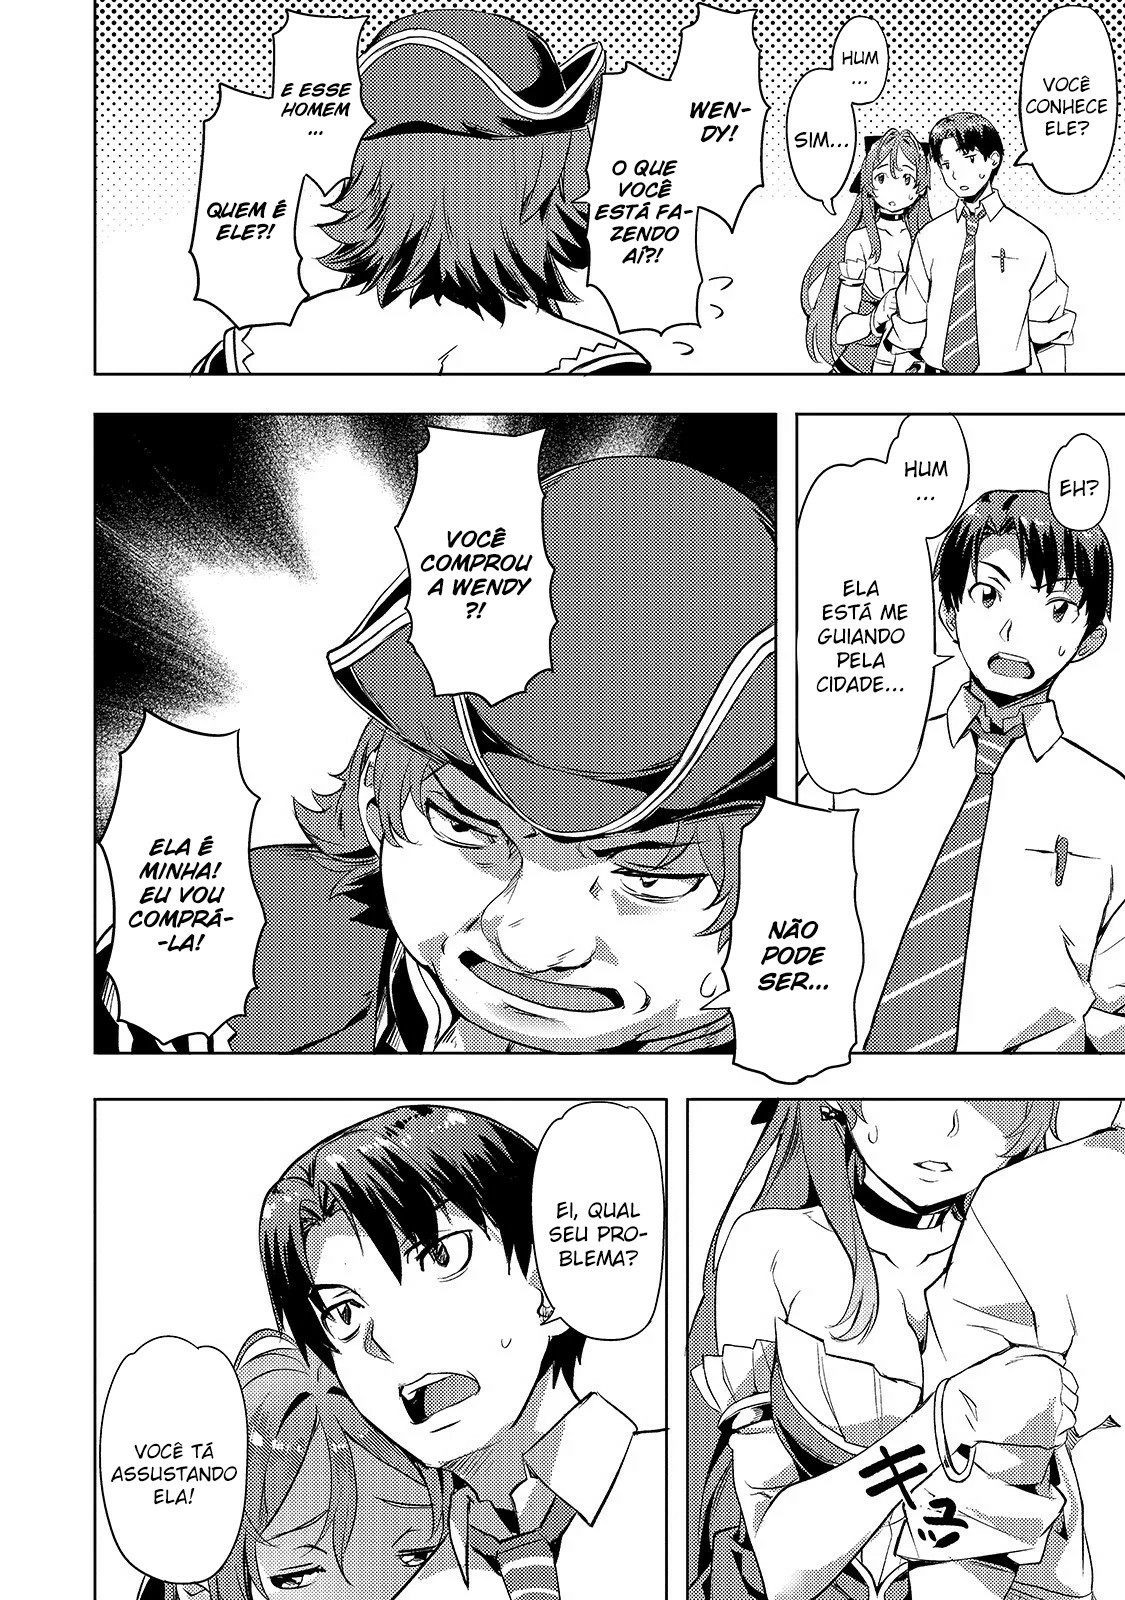 VOCÊ
CONHECE
ELE?
HUM
...
SIM...
WEN-
DY!
O QUE
VOCÊ
ESTÁ FA-
ZENDO
AÍ?!
E ESSE
HOMEM
...
QUEM É
ELE?!
EH?
HUM
...
ELA
ESTÁ ME
GUIANDO
PELA
CIDADE...
VOCÊ
COMPROU
A WENDY
?!
NÃO
PODE
SER...
ELA É
MINHA!
EU VOU
COMPRÁ-
-LA!
キュッ
EI, QUAL
SEU PRO-
BLEMA?
VOCÊ TÁ
ASSUSTANDO
ELA!